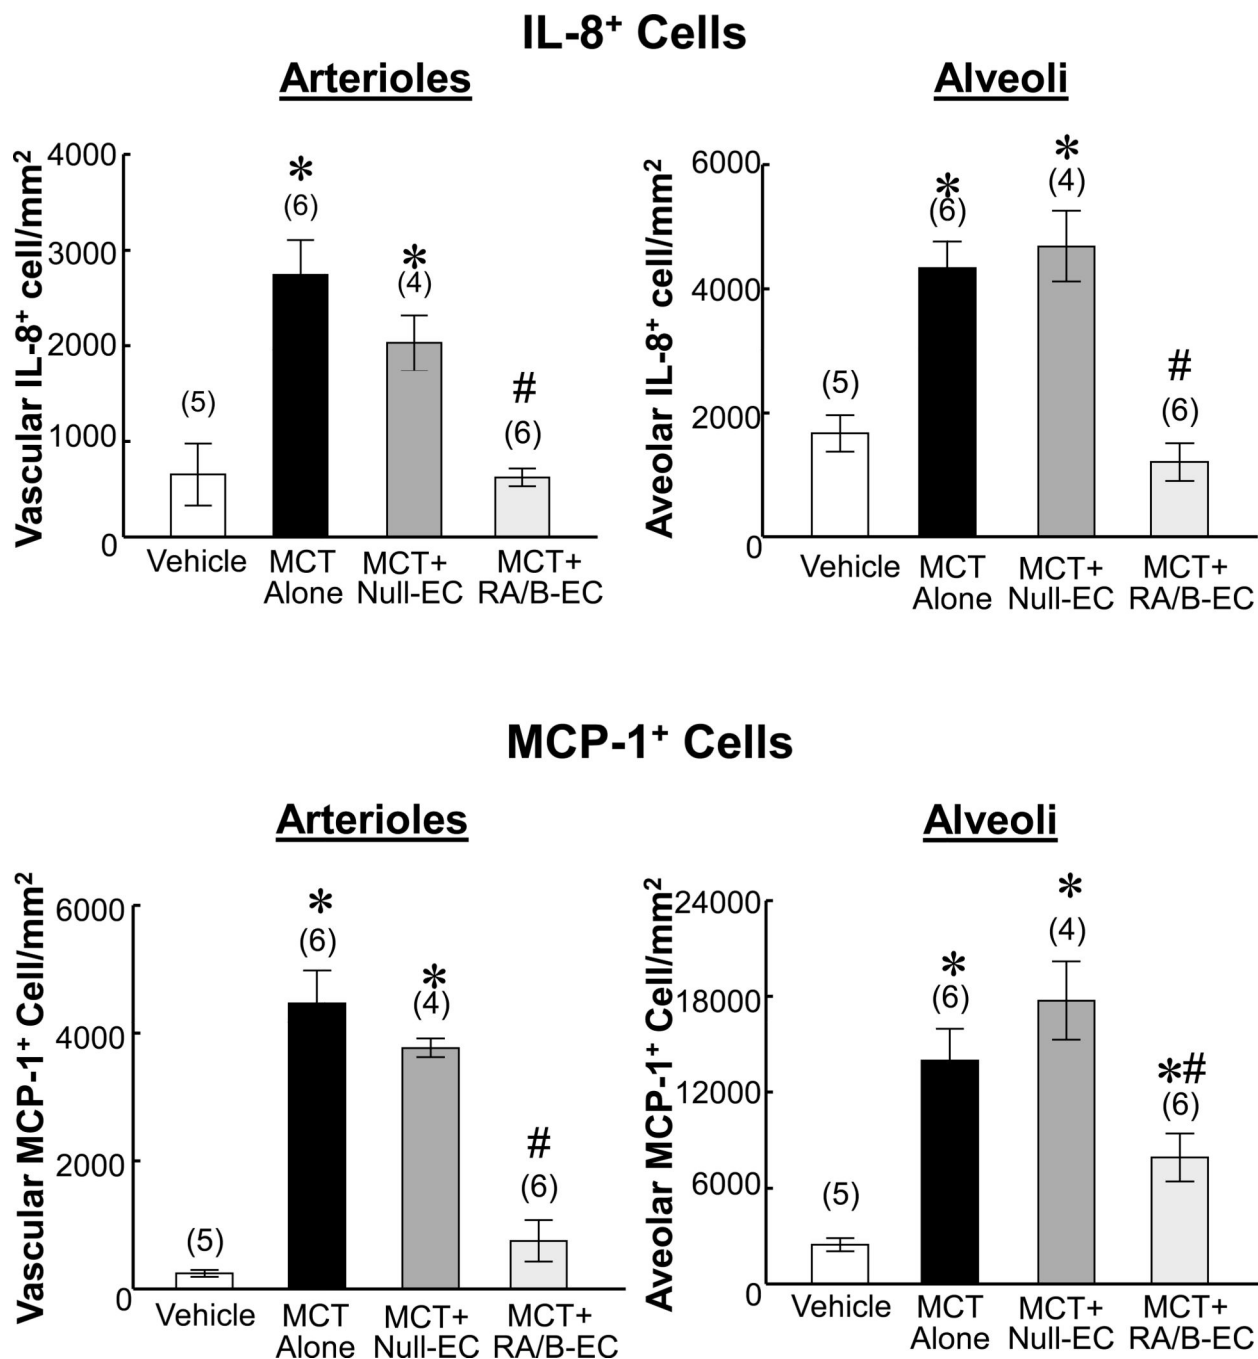 IL-8⁺ Cells
Arterioles
Vascular IL-8⁺ cell/mm²
4000
3000
2000
1000
0
(5)
*
(6)
*
(4)
#
(6)
Vehicle
MCT
Alone
MCT+
Null-EC
MCT+
RA/B-EC
Alveoli
Aveolar IL-8⁺ cell/mm²
6000
4000
2000
0
(5)
*
(6)
*
(4)
#
(6)
Vehicle
MCT
Alone
MCT+
Null-EC
MCT+
RA/B-EC
MCP-1⁺ Cells
Arterioles
Vascular MCP-1⁺ Cell/mm²
6000
4000
2000
0
(5)
*
(6)
*
(4)
#
(6)
Vehicle
MCT
Alone
MCT+
Null-EC
MCT+
RA/B-EC
Alveoli
Aveolar MCP-1⁺ Cell/mm²
24000
18000
12000
6000
0
(5)
*
(6)
*
(4)
*#
(6)
Vehicle
MCT
Alone
MCT+
Null-EC
MCT+
RA/B-EC